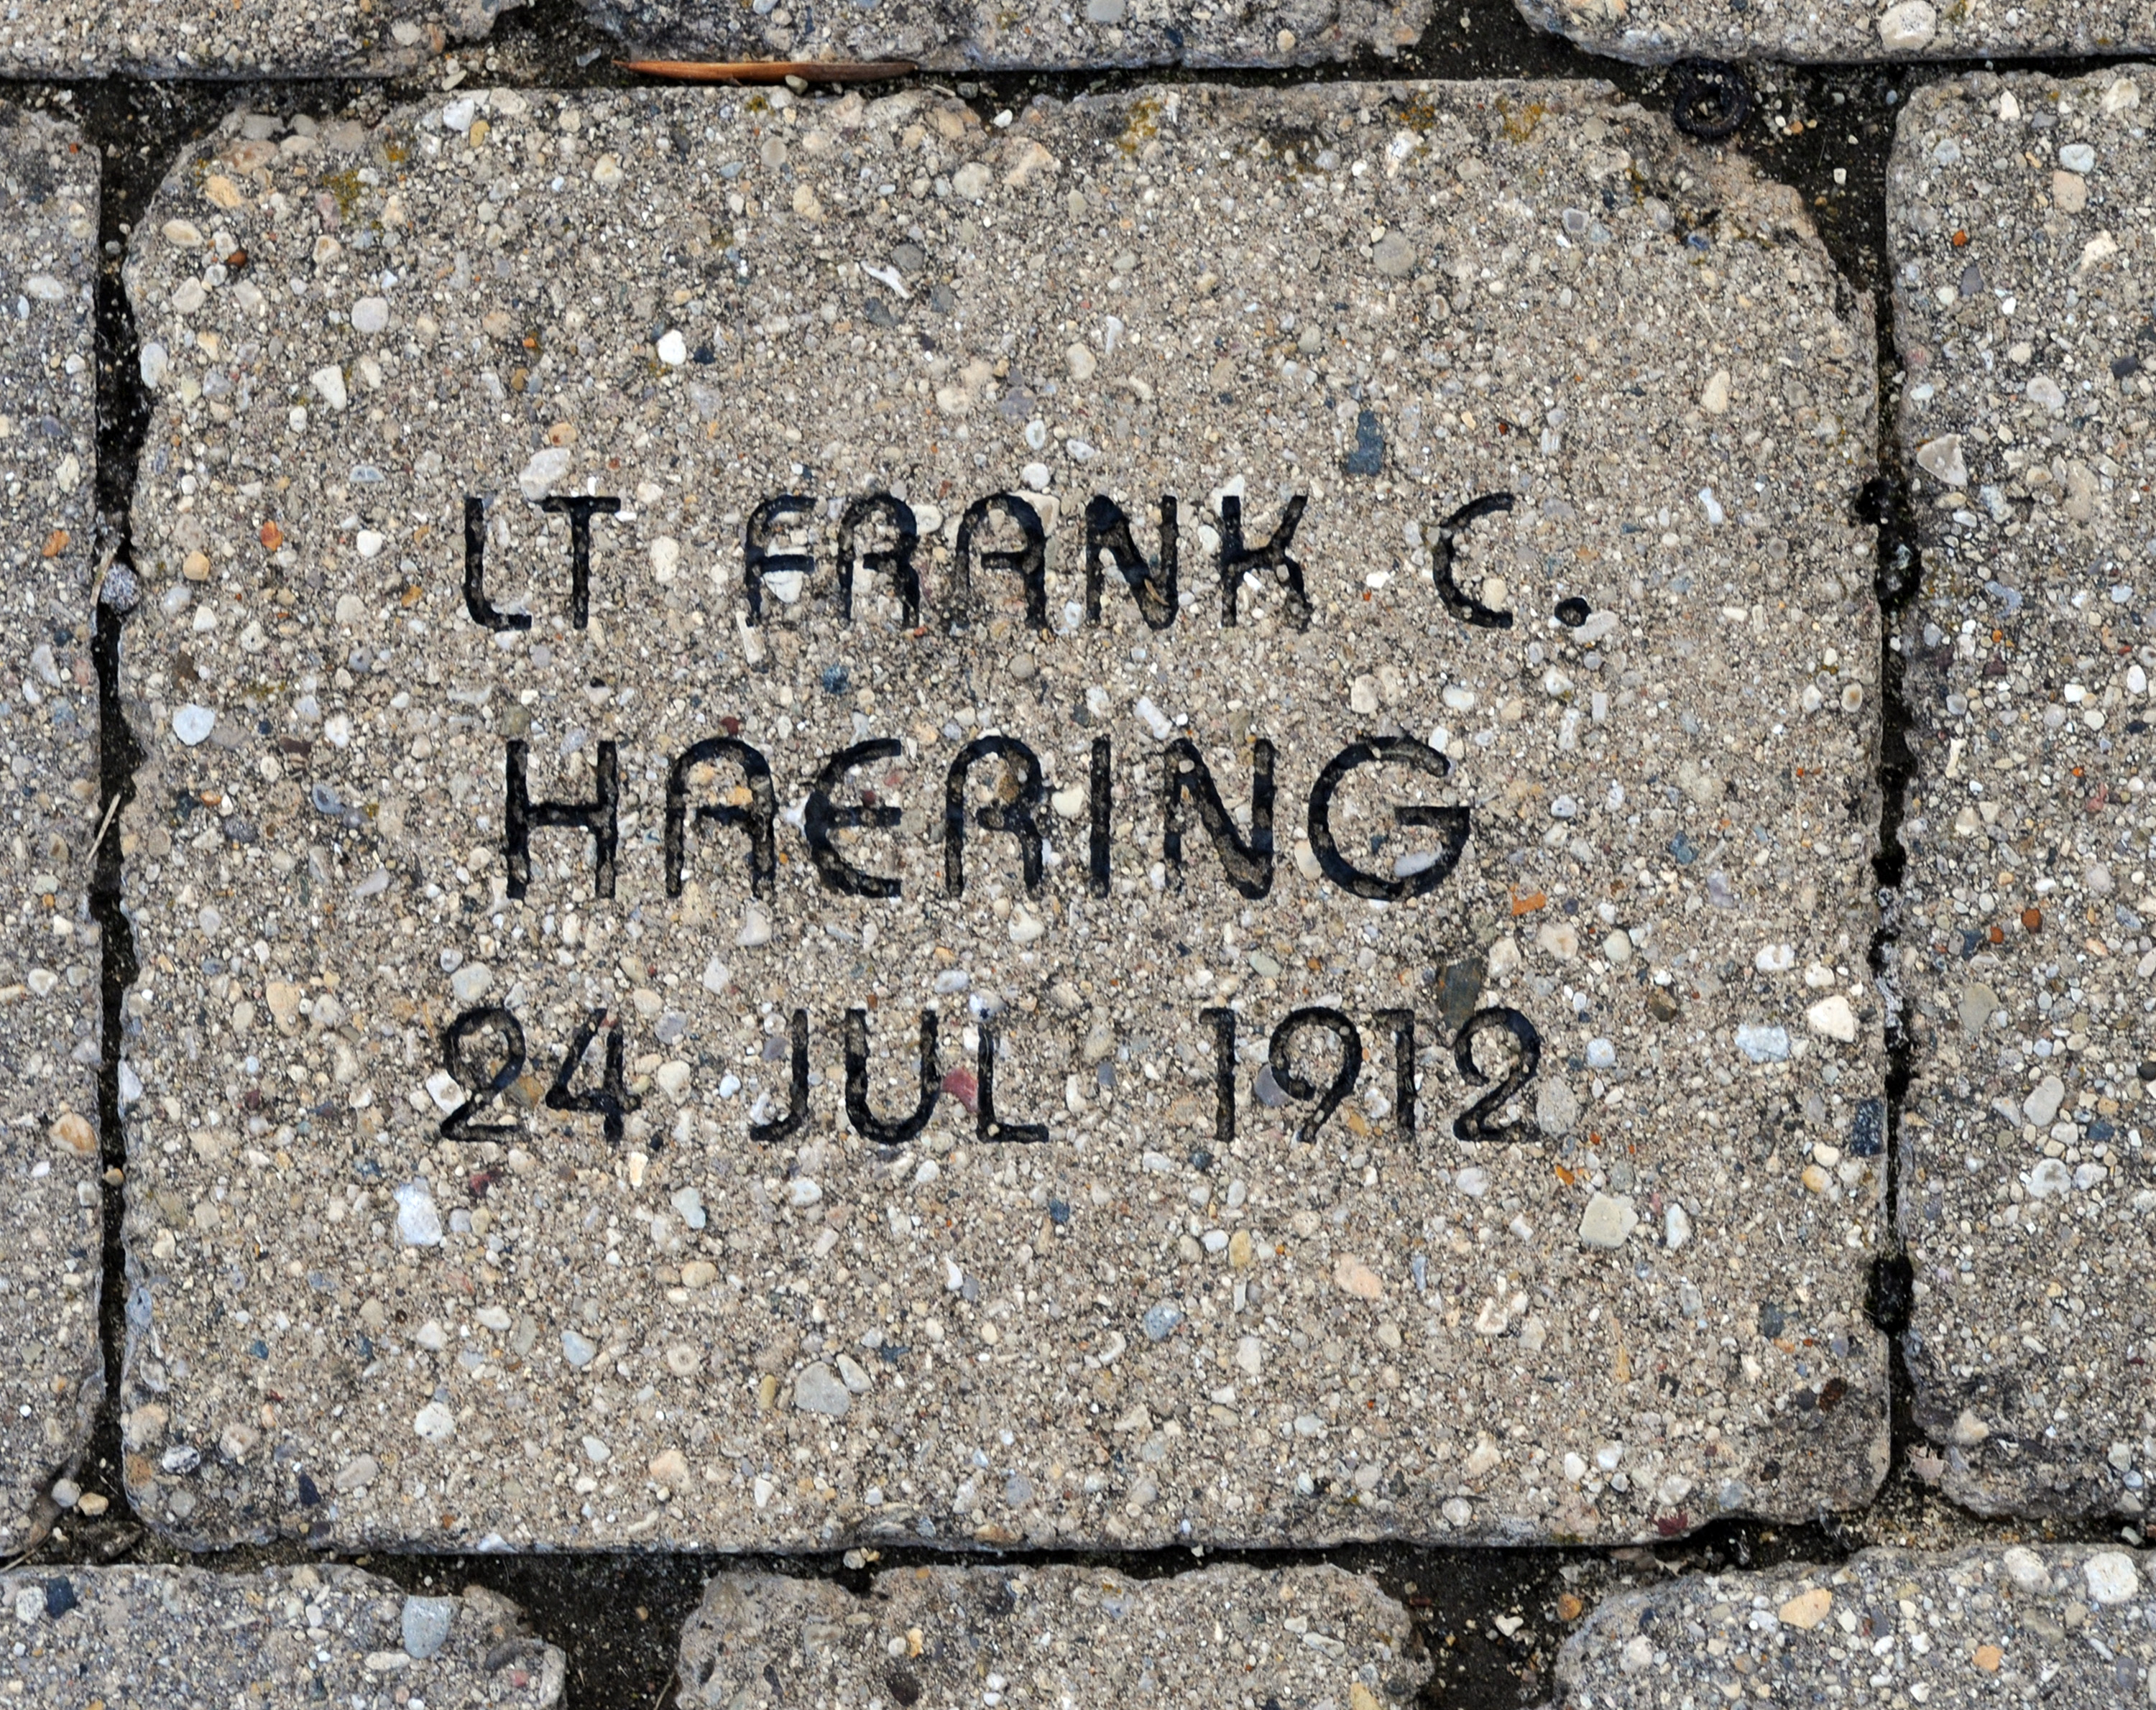 LT FRANK C.
HAERING
24 JUL 1912